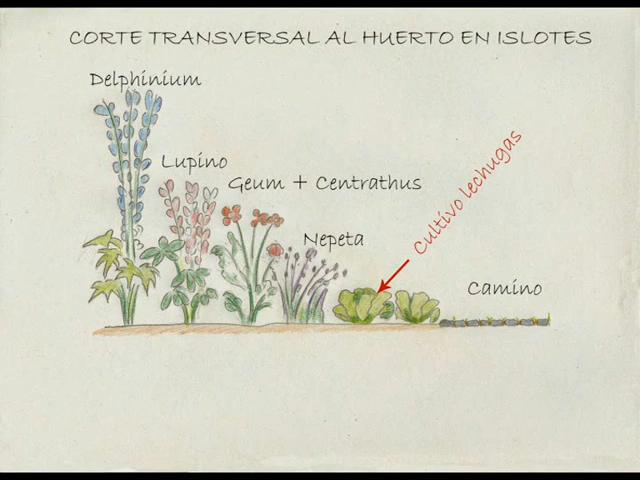 CORTE TRANSVERSAL AL HUERTO EN ISLOTES
Delphinium
Lupino
Geum + Centrathus
Nepeta
Cultivo lechugas
Camino